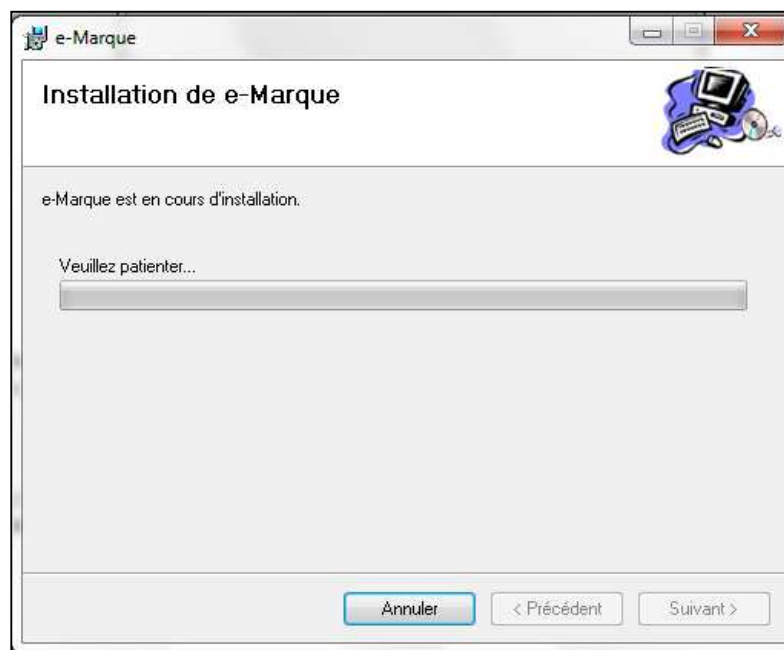 e-Marque
Installation de e-Marque
e-Marque est en cours d'installation.
Veuillez patienter...
Annuler
< Précédent
Suivant >